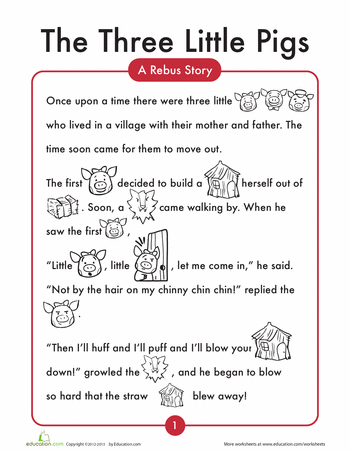 The Three Little Pigs
A Rebus Story
Once upon a time there were three little
who lived in a village with their mother and father. The
time soon came for them to move out.
The first decided to build a herself out of
. Soon, a came walking by. When he
saw the first ,
“Little , little , let me come in,” he said.
“Not by the hair on my chinny chin chin!” replied the
.
“Then I’ll huff and I’ll puff and I’ll blow your
down!” growled the , and he began to blow
so hard that the straw blew away!
1
education.com Copyright ©2012-2013 by Education.com More worksheets at www.education.com/worksheets